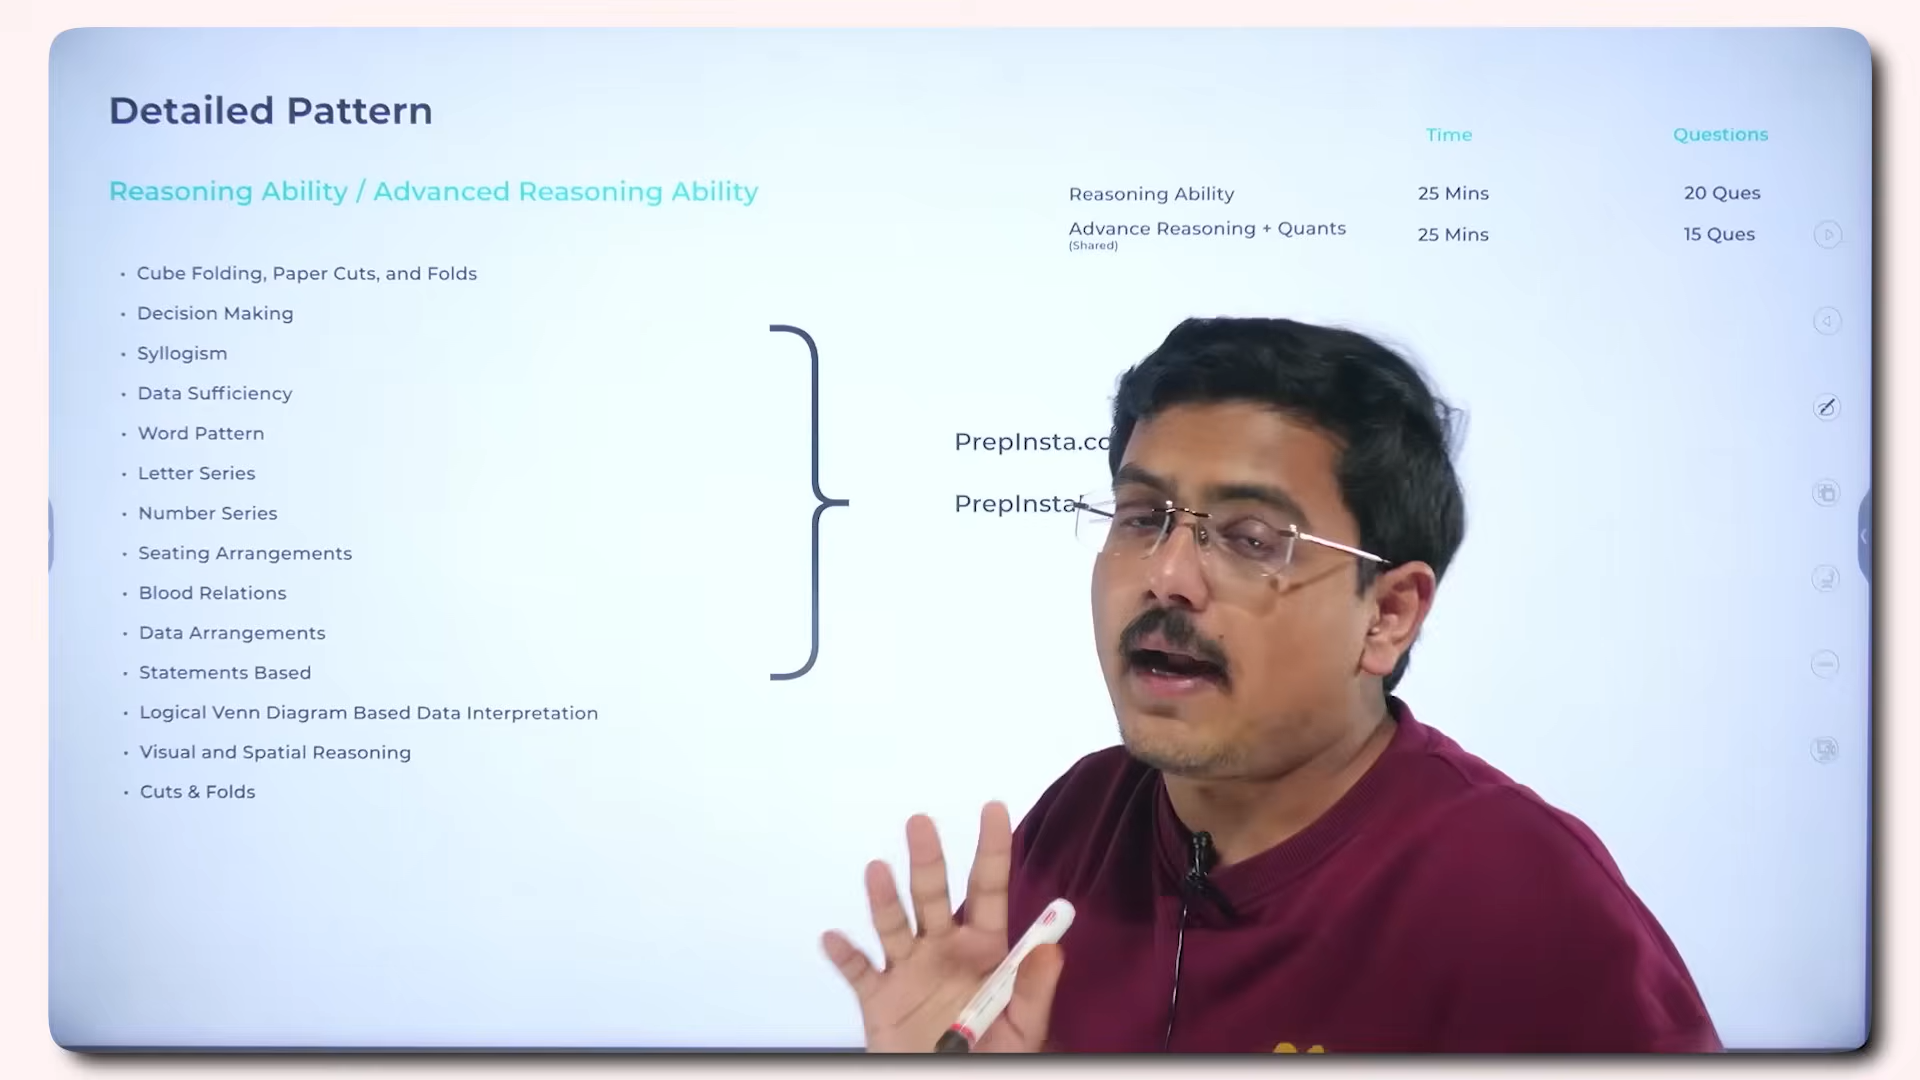 Detailed Pattern
Reasoning Ability / Advanced Reasoning Ability
• Cube Folding, Paper Cuts, and Folds
• Decision Making
• Syllogism
• Data Sufficiency
• Word Pattern
• Letter Series
• Number Series
• Seating Arrangements
• Blood Relations
• Data Arrangements
• Statements Based
• Logical Venn Diagram Based Data Interpretation
• Visual and Spatial Reasoning
• Cuts & Folds
Time Questions
Reasoning Ability 25 Mins 20 Ques
Advance Reasoning + Quants 25 Mins 15 Ques
(Shared)
PrepInsta.co
PrepInsta